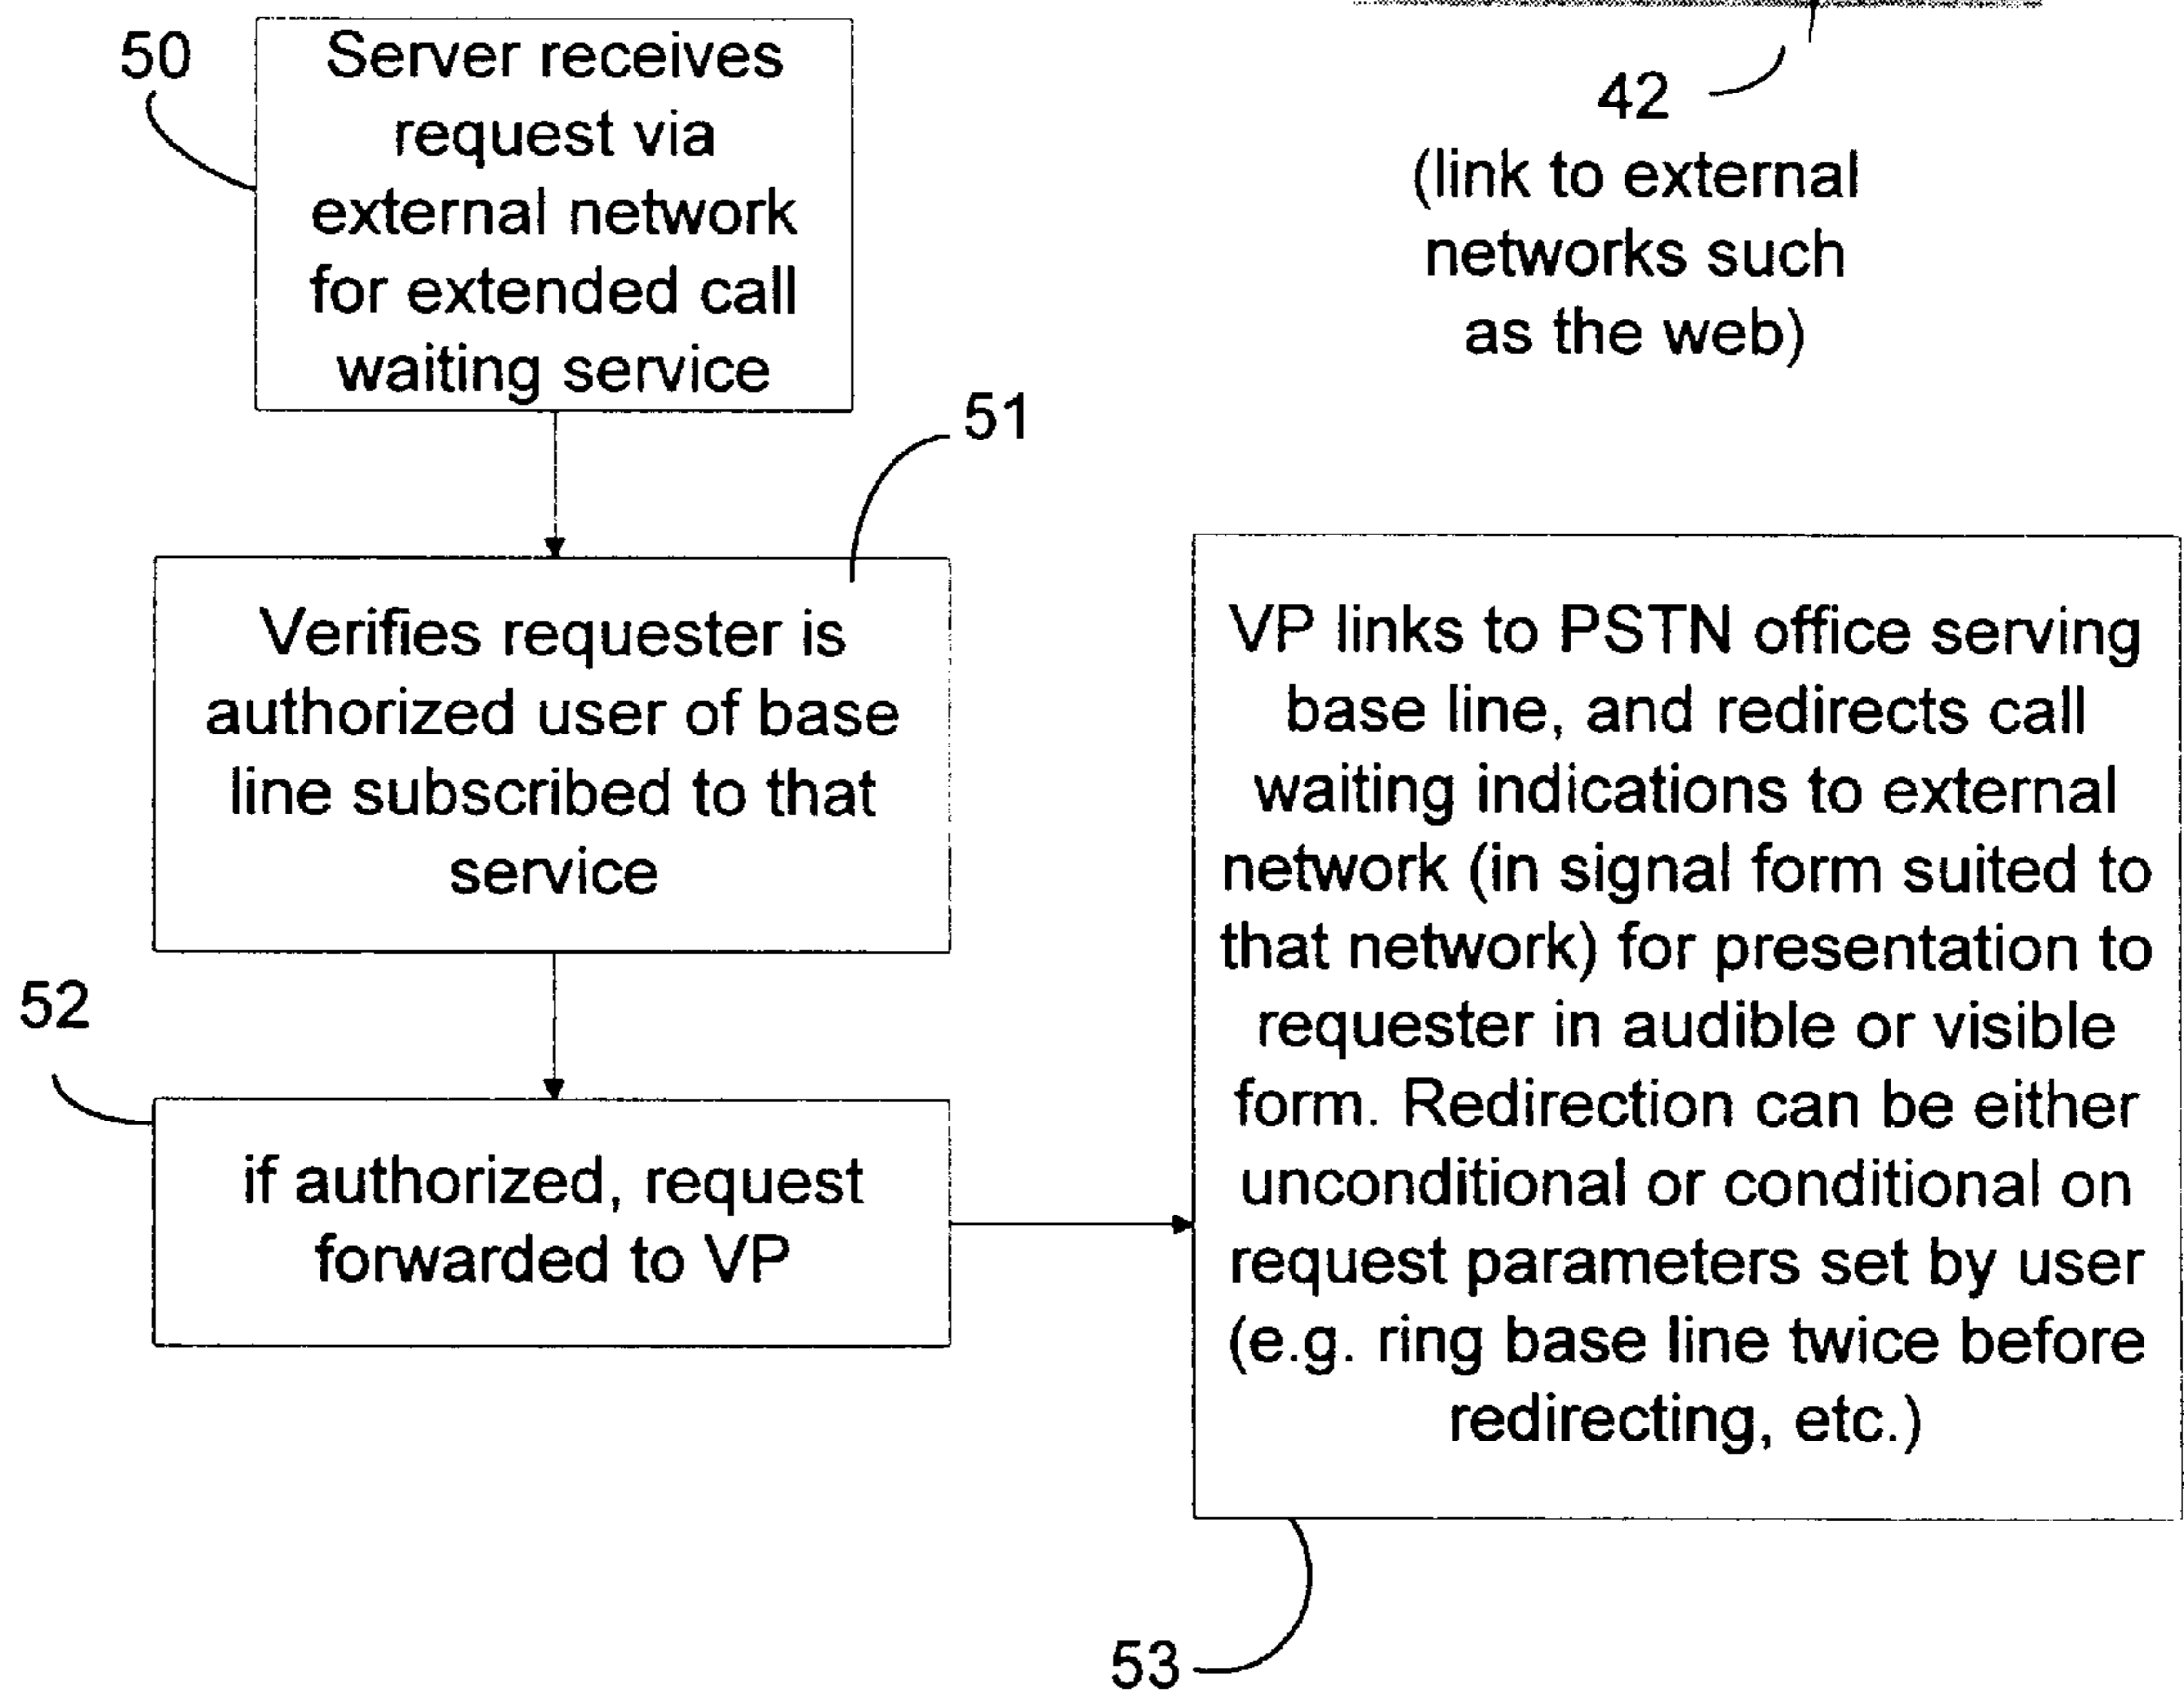 50
Server receives
request via
external network
for extended call
waiting service
42
(link to external
networks such
as the web)
51
Verifies requester is
authorized user of base
line subscribed to that
service
52
if authorized, request
forwarded to VP
VP links to PSTN office serving
base line, and redirects call
waiting indications to external
network (in signal form suited to
that network) for presentation to
requester in audible or visible
form. Redirection can be either
unconditional or conditional on
request parameters set by user
(e.g. ring base line twice before
redirecting, etc.)
53